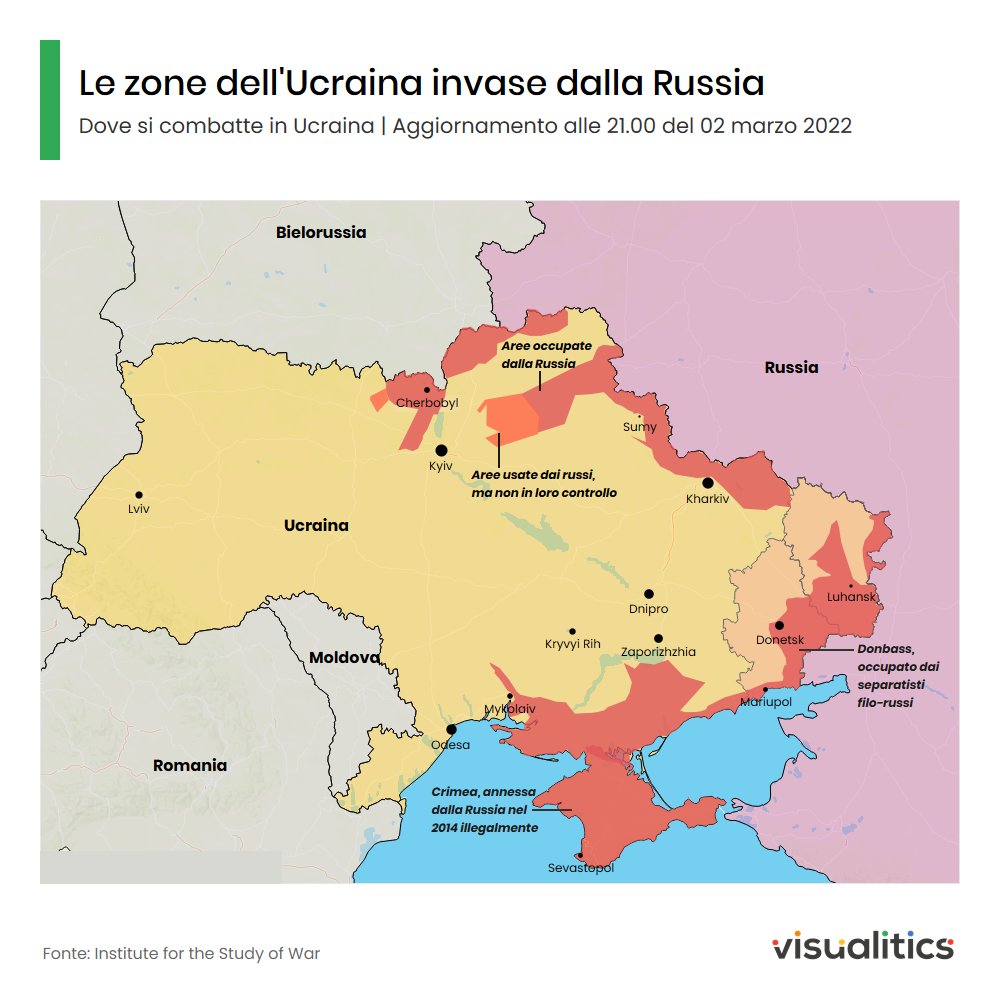 Le zone dell'Ucraina invase dalla Russia
Dove si combatte in Ucraina | Aggiornamento alle 21.00 del 02 marzo 2022
Bielorussia
Aree occupate
dalla Russia
Russia
Cherbobyl
Sumy
Kyiv
Aree usate dai russi,
ma non in loro controllo
Kharkiv
Lviv
Ucraina
Luhansk
Dnipro
Kryvyi Rih
Donetsk
Zaporizhzhia
Moldova
Donbass,
occupato dai
separatisti
filo-russi
Mariupol
Mykolaiv
Odesa
Romania
Crimea, annessa
dalla Russia nel
2014 illegalmente
Sevastopol
Fonte: Institute for the Study of War
visualitics